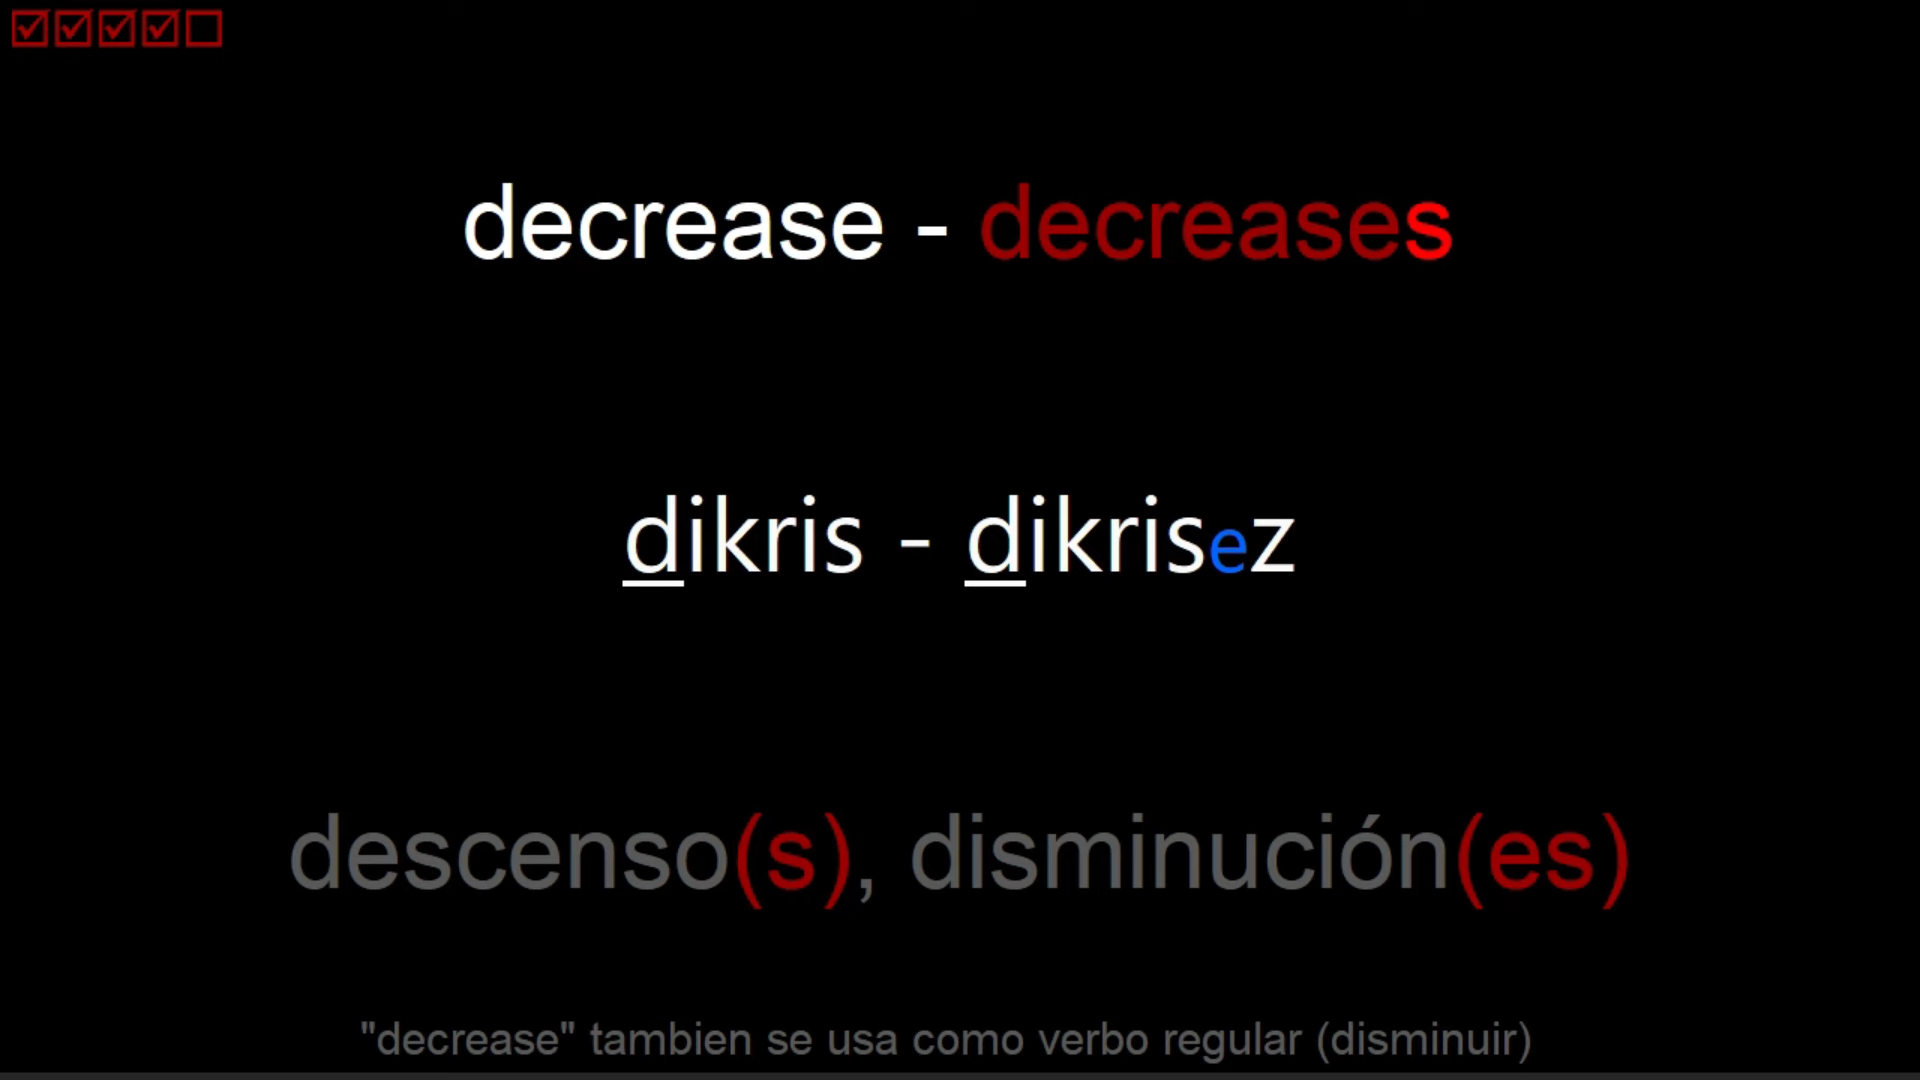 decrease - decreases
dikris - dikrisez
descenso(s), disminución(es)
"decrease" tambien se usa como verbo regular (disminuir)